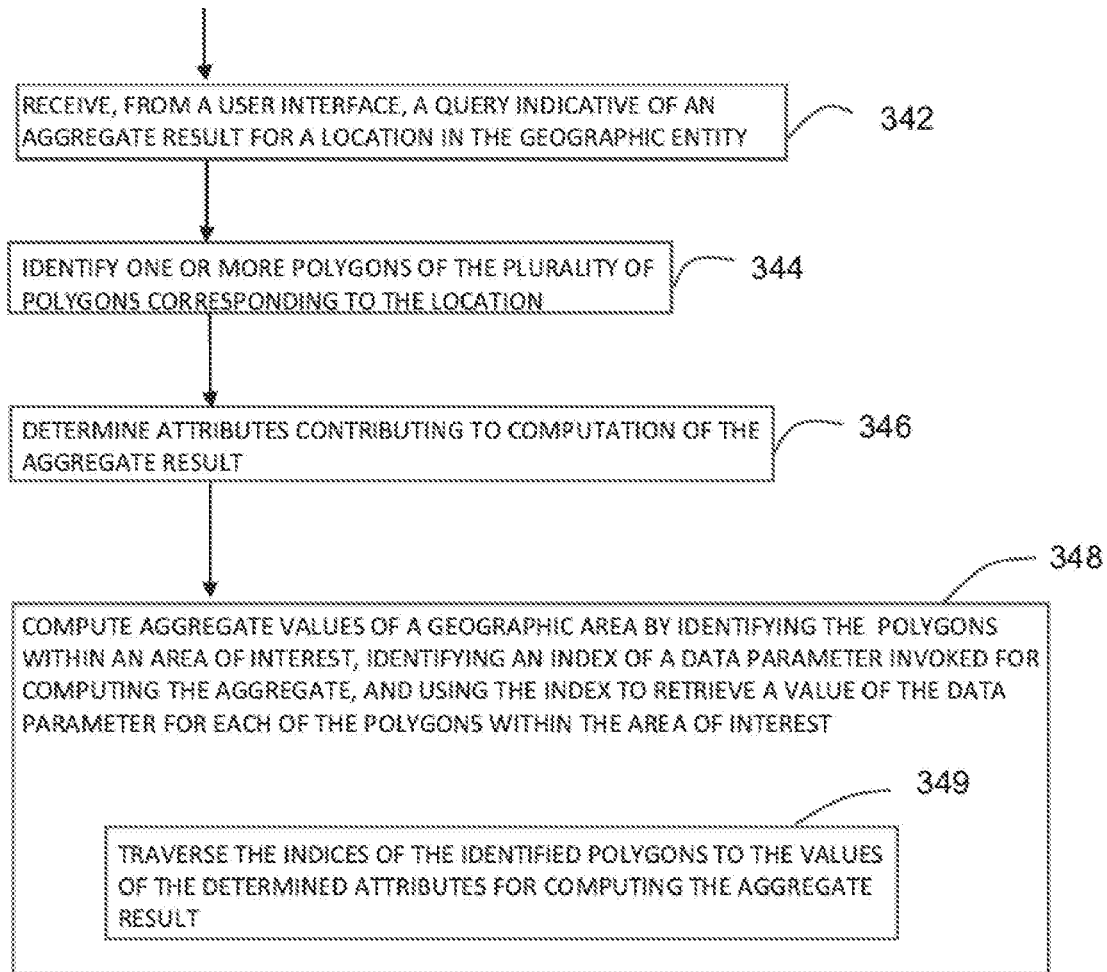 RECEIVE, FROM A USER INTERFACE, A QUERY INDICATIVE OF AN
AGGREGATE RESULT FOR A LOCATION IN THE GEOGRAPHIC ENTITY
342
IDENTIFY ONE OR MORE POLYGONS OF THE PLURALITY OF
POLYGONS CORRESPONDING TO THE LOCATION
344
DETERMINE ATTRIBUTES CONTRIBUTING TO COMPUTATION OF THE
AGGREGATE RESULT
346
348
COMPUTE AGGREGATE VALUES OF A GEOGRAPHIC AREA BY IDENTIFYING THE POLYGONS
WITHIN AN AREA OF INTEREST, IDENTIFYING AN INDEX OF A DATA PARAMETER INVOKED FOR
COMPUTING THE AGGREGATE, AND USING THE INDEX TO RETRIEVE A VALUE OF THE DATA
PARAMETER FOR EACH OF THE POLYGONS WITHIN THE AREA OF INTEREST
349
TRAVERSE THE INDICES OF THE IDENTIFIED POLYGONS TO THE VALUES
OF THE DETERMINED ATTRIBUTES FOR COMPUTING THE AGGREGATE
RESULT